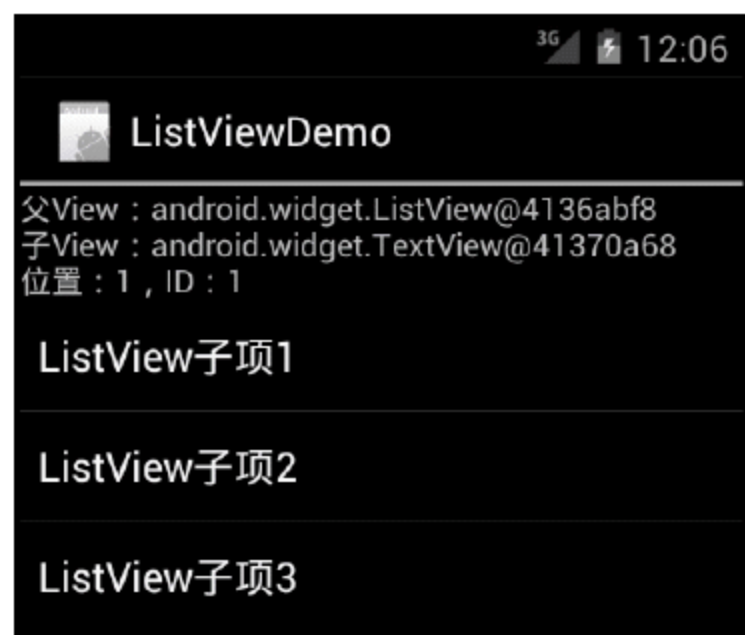 3G 12:06
ListViewDemo
父View：android.widget.ListView@4136abf8
子View：android.widget.TextView@41370a68
位置：1，ID：1
ListView子项1
ListView子项2
ListView子项3